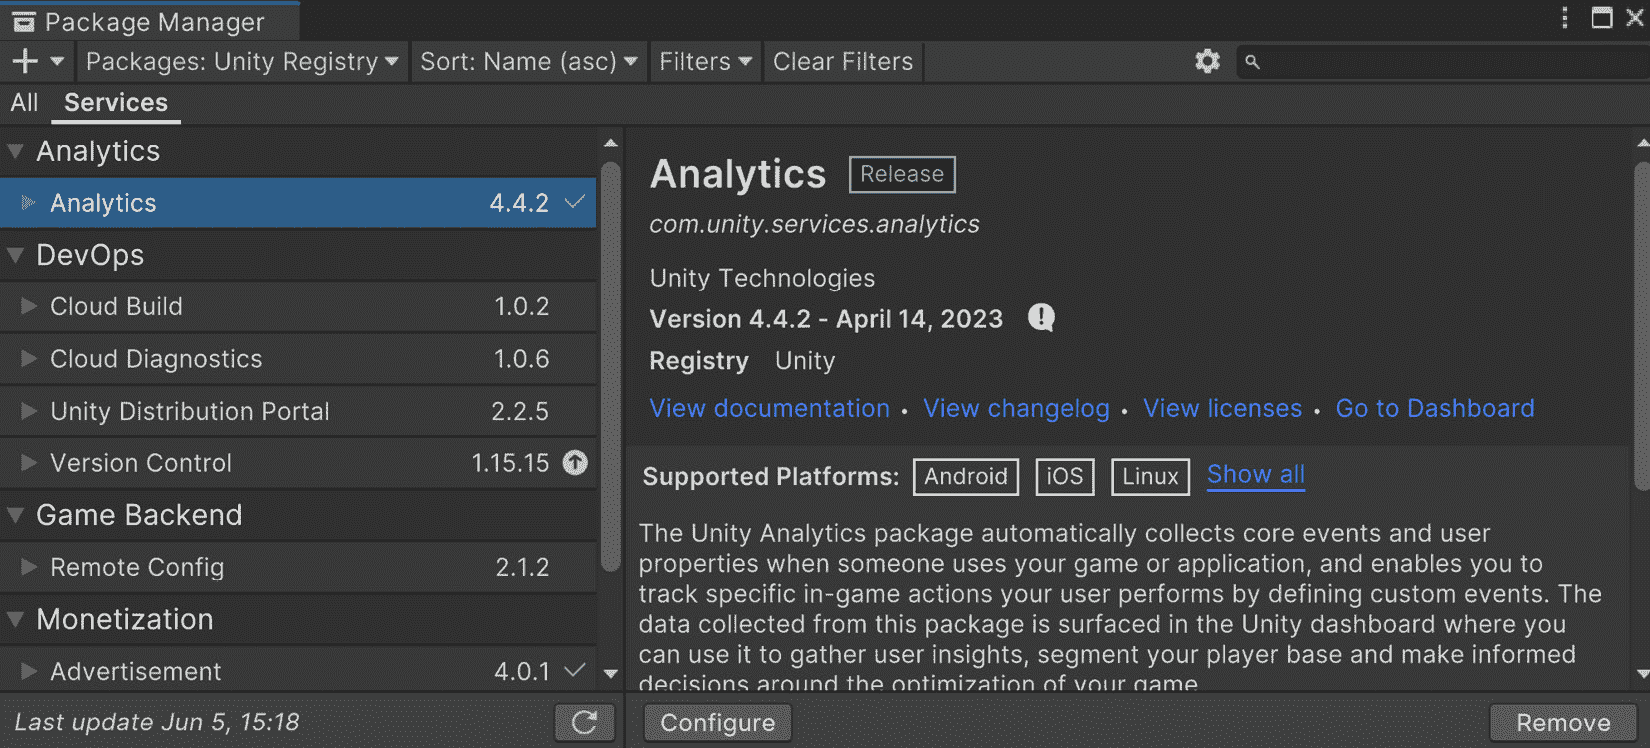 Package Manager
Packages: Unity Registry
Sort: Name (asc)
Filters
Clear Filters
All
Services
Analytics
Analytics 4.4.2
DevOps
Cloud Build 1.0.2
Cloud Diagnostics 1.0.6
Unity Distribution Portal 2.2.5
Version Control 1.15.15
Game Backend
Remote Config 2.1.2
Monetization
Advertisement 4.0.1
Last update Jun 5, 15:18
Analytics Release
com.unity.services.analytics
Unity Technologies
Version 4.4.2 - April 14, 2023
Registry Unity
View documentation • View changelog • View licenses • Go to Dashboard
Supported Platforms: Android iOS Linux Show all
The Unity Analytics package automatically collects core events and user
properties when someone uses your game or application, and enables you to
track specific in-game actions your user performs by defining custom events. The
data collected from this package is surfaced in the Unity dashboard where you
can use it to gather user insights, segment your player base and make informed
decisions around the optimization of your game
Configure
Remove